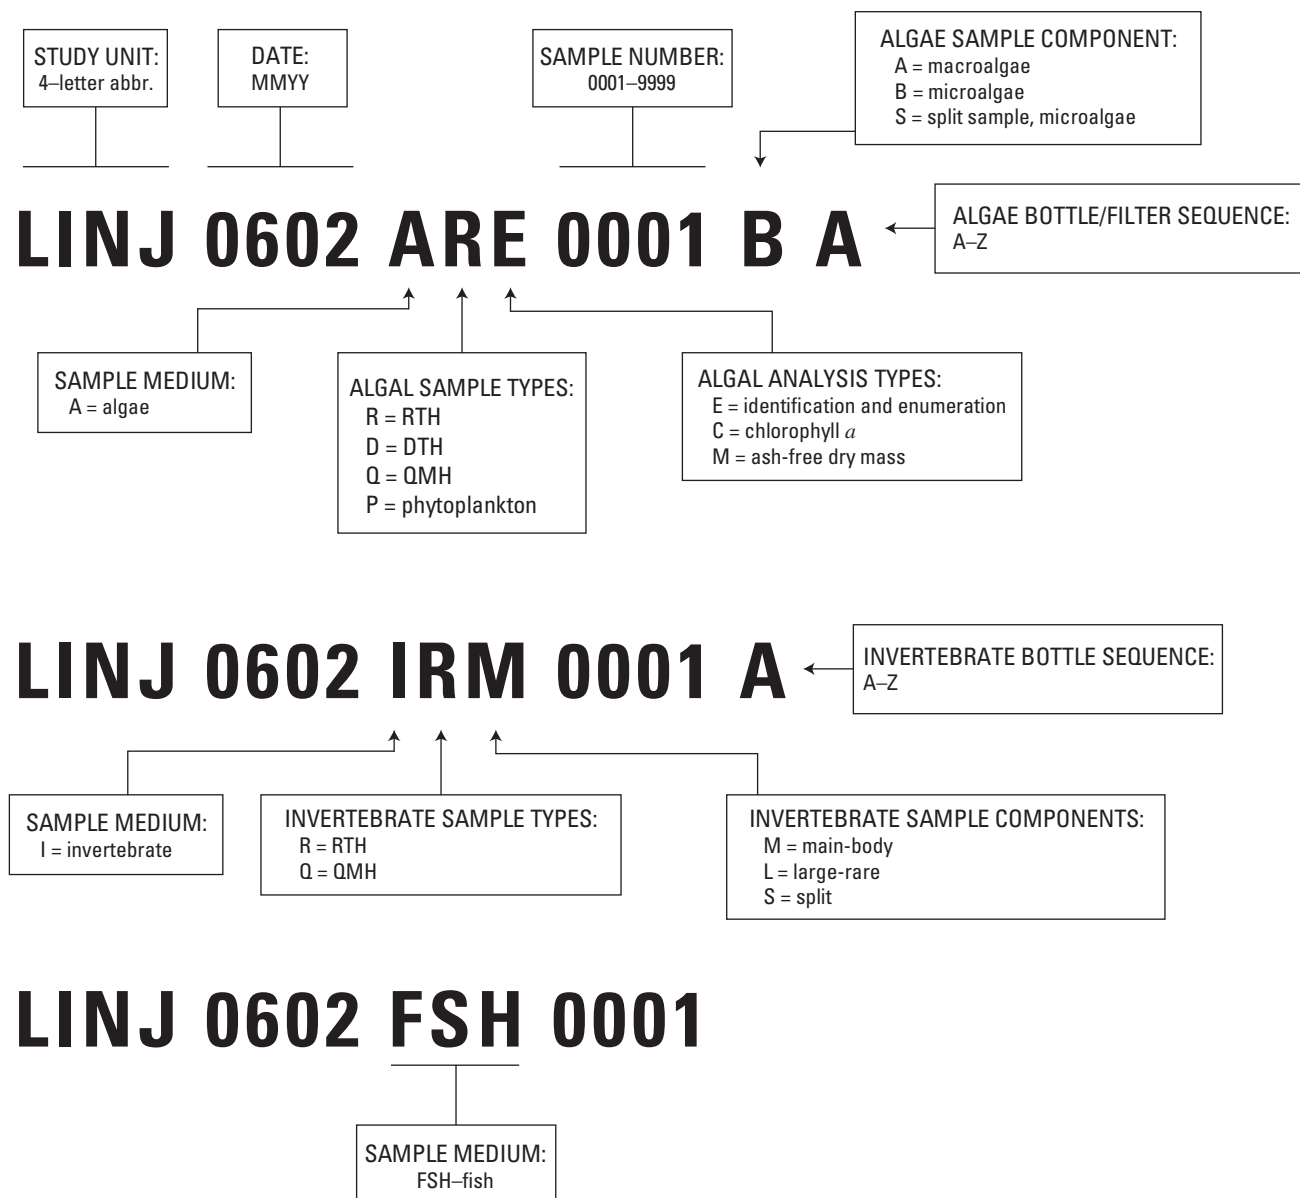 STUDY UNIT:
4–letter abbr.
DATE:
MMYY
SAMPLE NUMBER:
0001–9999
ALGAE SAMPLE COMPONENT:
A = macroalgae
B = microalgae
S = split sample, microalgae
LINJ 0602 ARE 0001 B A
ALGAE BOTTLE/FILTER SEQUENCE:
A–Z
SAMPLE MEDIUM:
A = algae
ALGAL SAMPLE TYPES:
R = RTH
D = DTH
Q = QMH
P = phytoplankton
ALGAL ANALYSIS TYPES:
E = identification and enumeration
C = chlorophyll a
M = ash-free dry mass
LINJ 0602 IRM 0001 A
INVERTEBRATE BOTTLE SEQUENCE:
A–Z
SAMPLE MEDIUM:
I = invertebrate
INVERTEBRATE SAMPLE TYPES:
R = RTH
Q = QMH
INVERTEBRATE SAMPLE COMPONENTS:
M = main-body
L = large-rare
S = split
LINJ 0602 FSH 0001
SAMPLE MEDIUM:
FSH–fish